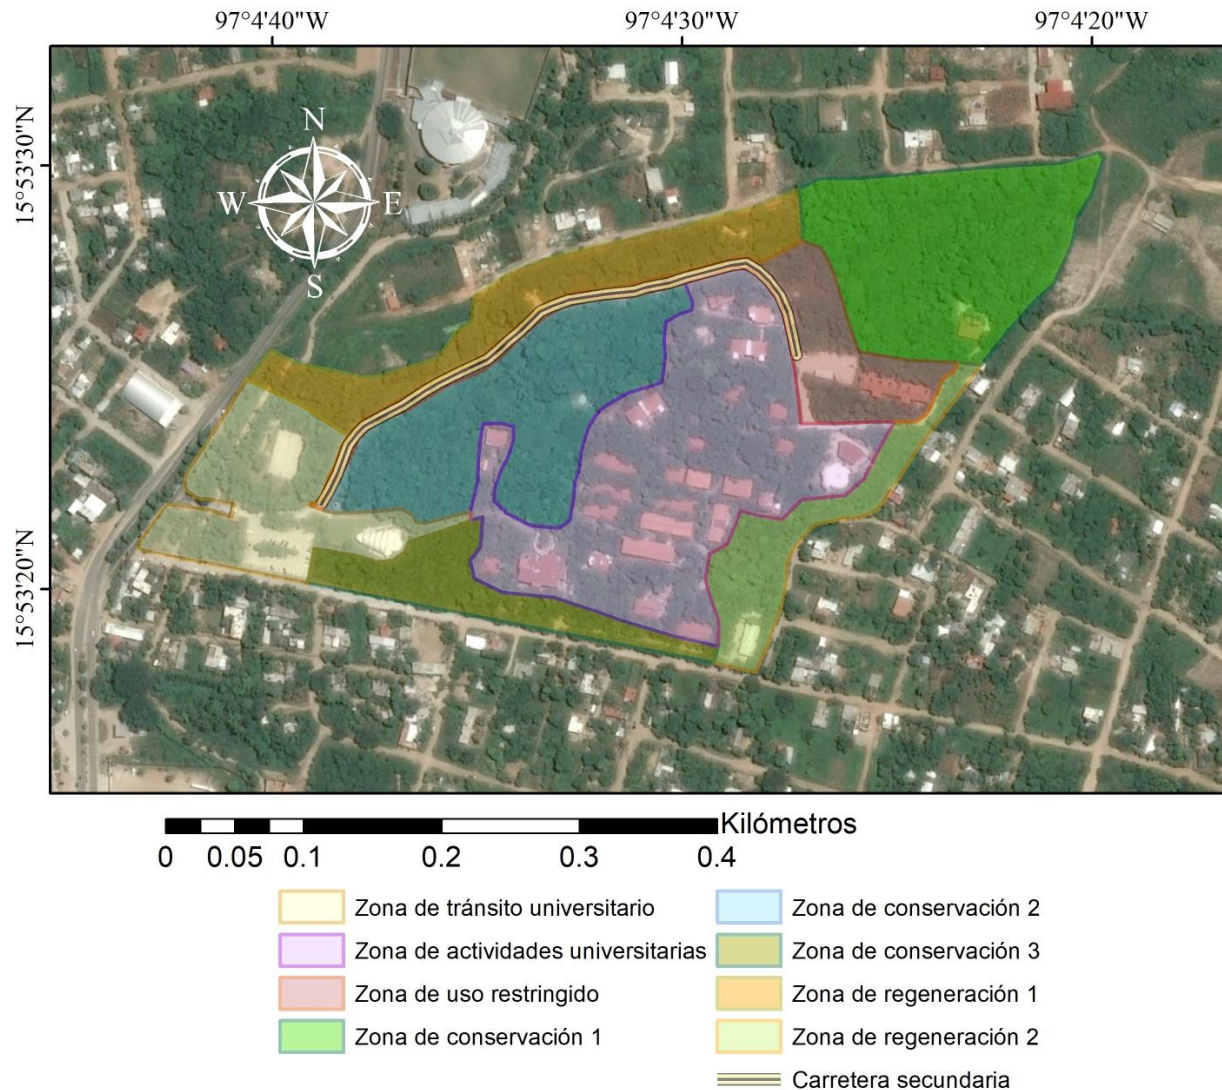 97°4'40"W 97°4'30"W 97°4'20"W
15°53'30"N
N
W E
S
15°53'20"N
Kilómetros
0 0.05 0.1 0.2 0.3 0.4
Zona de tránsito universitario
Zona de actividades universitarias
Zona de uso restringido
Zona de conservación 1
Zona de conservación 2
Zona de conservación 3
Zona de regeneración 1
Zona de regeneración 2
Carretera secundaria